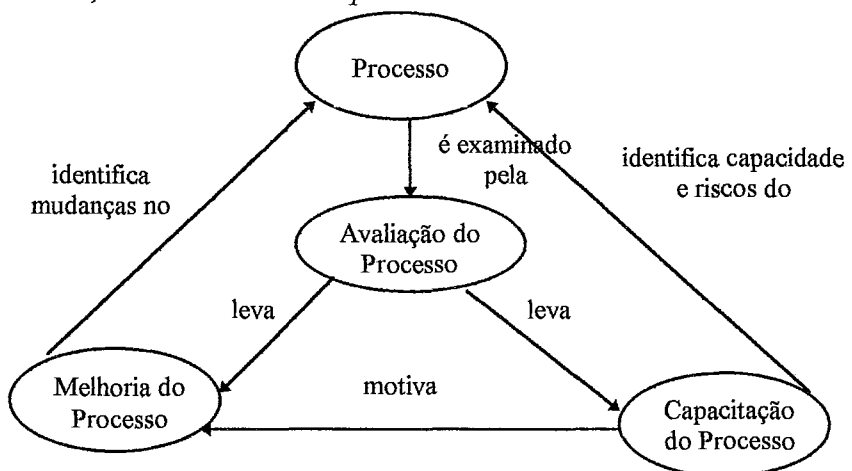 Processo
é examinado
pela
identifica
mudanças no
identifica capacidade
e riscos do
Avaliação do
Processo
leva
leva
Melhoria do
Processo
motiva
Capacitação
do Processo